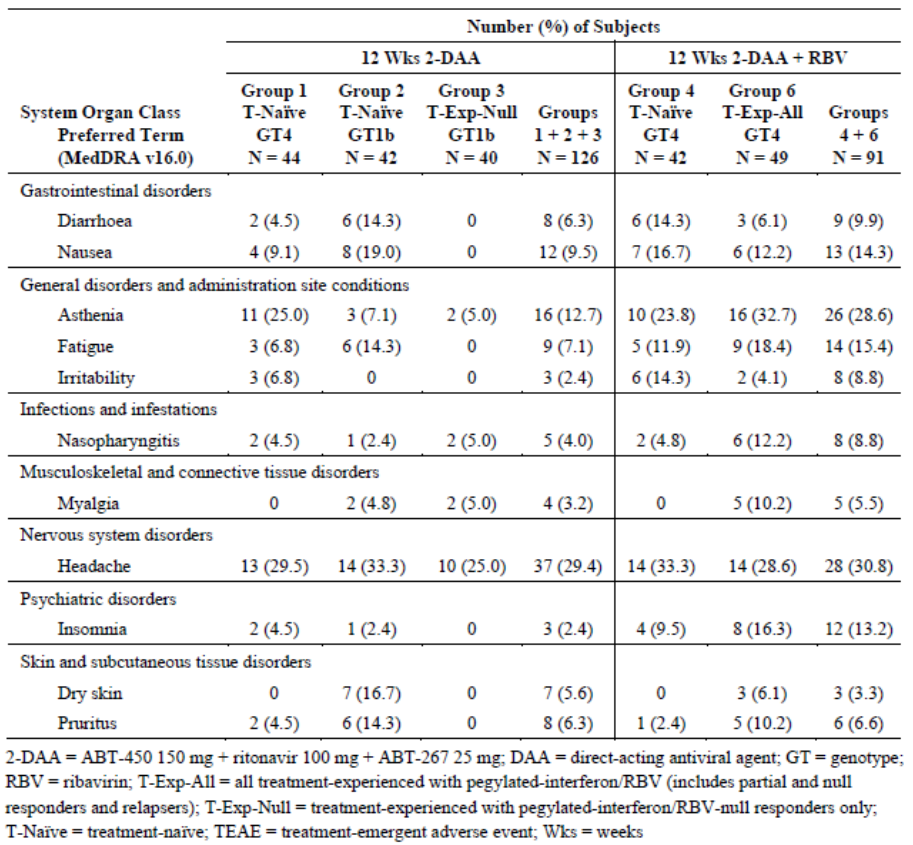 Number (%) of Subjects
12 Wks 2-DAA 12 Wks 2-DAA + RBV
System Organ Class
Preferred Term
(MedDRA v16.0) Group 1
T-Naïve
GT4
N = 44 Group 2
T-Naïve
GT1b
N = 42 Group 3
T-Exp-Null
GT1b
N = 40 Groups
1 + 2 + 3
N = 126 Group 4
T-Naïve
GT4
N = 42 Group 6
T-Exp-All
GT4
N = 49 Groups
4 + 6
N = 91
Gastrointestinal disorders
Diarrhoea 2 (4.5) 6 (14.3) 0 8 (6.3) 6 (14.3) 3 (6.1) 9 (9.9)
Nausea 4 (9.1) 8 (19.0) 0 12 (9.5) 7 (16.7) 6 (12.2) 13 (14.3)
General disorders and administration site conditions
Asthenia 11 (25.0) 3 (7.1) 2 (5.0) 16 (12.7) 10 (23.8) 16 (32.7) 26 (28.6)
Fatigue 3 (6.8) 6 (14.3) 0 9 (7.1) 5 (11.9) 9 (18.4) 14 (15.4)
Irritability 3 (6.8) 0 0 3 (2.4) 6 (14.3) 2 (4.1) 8 (8.8)
Infections and infestations
Nasopharyngitis 2 (4.5) 1 (2.4) 2 (5.0) 5 (4.0) 2 (4.8) 6 (12.2) 8 (8.8)
Musculoskeletal and connective tissue disorders
Myalgia 0 2 (4.8) 2 (5.0) 4 (3.2) 0 5 (10.2) 5 (5.5)
Nervous system disorders
Headache 13 (29.5) 14 (33.3) 10 (25.0) 37 (29.4) 14 (33.3) 14 (28.6) 28 (30.8)
Psychiatric disorders
Insomnia 2 (4.5) 1 (2.4) 0 3 (2.4) 4 (9.5) 8 (16.3) 12 (13.2)
Skin and subcutaneous tissue disorders
Dry skin 0 7 (16.7) 0 7 (5.6) 0 3 (6.1) 3 (3.3)
Pruritus 2 (4.5) 6 (14.3) 0 8 (6.3) 1 (2.4) 5 (10.2) 6 (6.6)
2-DAA = ABT-450 150 mg + ritonavir 100 mg + ABT-267 25 mg; DAA = direct-acting antiviral agent; GT = genotype;
RBV = ribavirin; T-Exp-All = all treatment-experienced with pegylated-interferon/RBV (includes partial and null
responders and relapsers); T-Exp-Null = treatment-experienced with pegylated-interferon/RBV-null responders only;
T-Naïve = treatment-naïve; TEAE = treatment-emergent adverse event; Wks = weeks